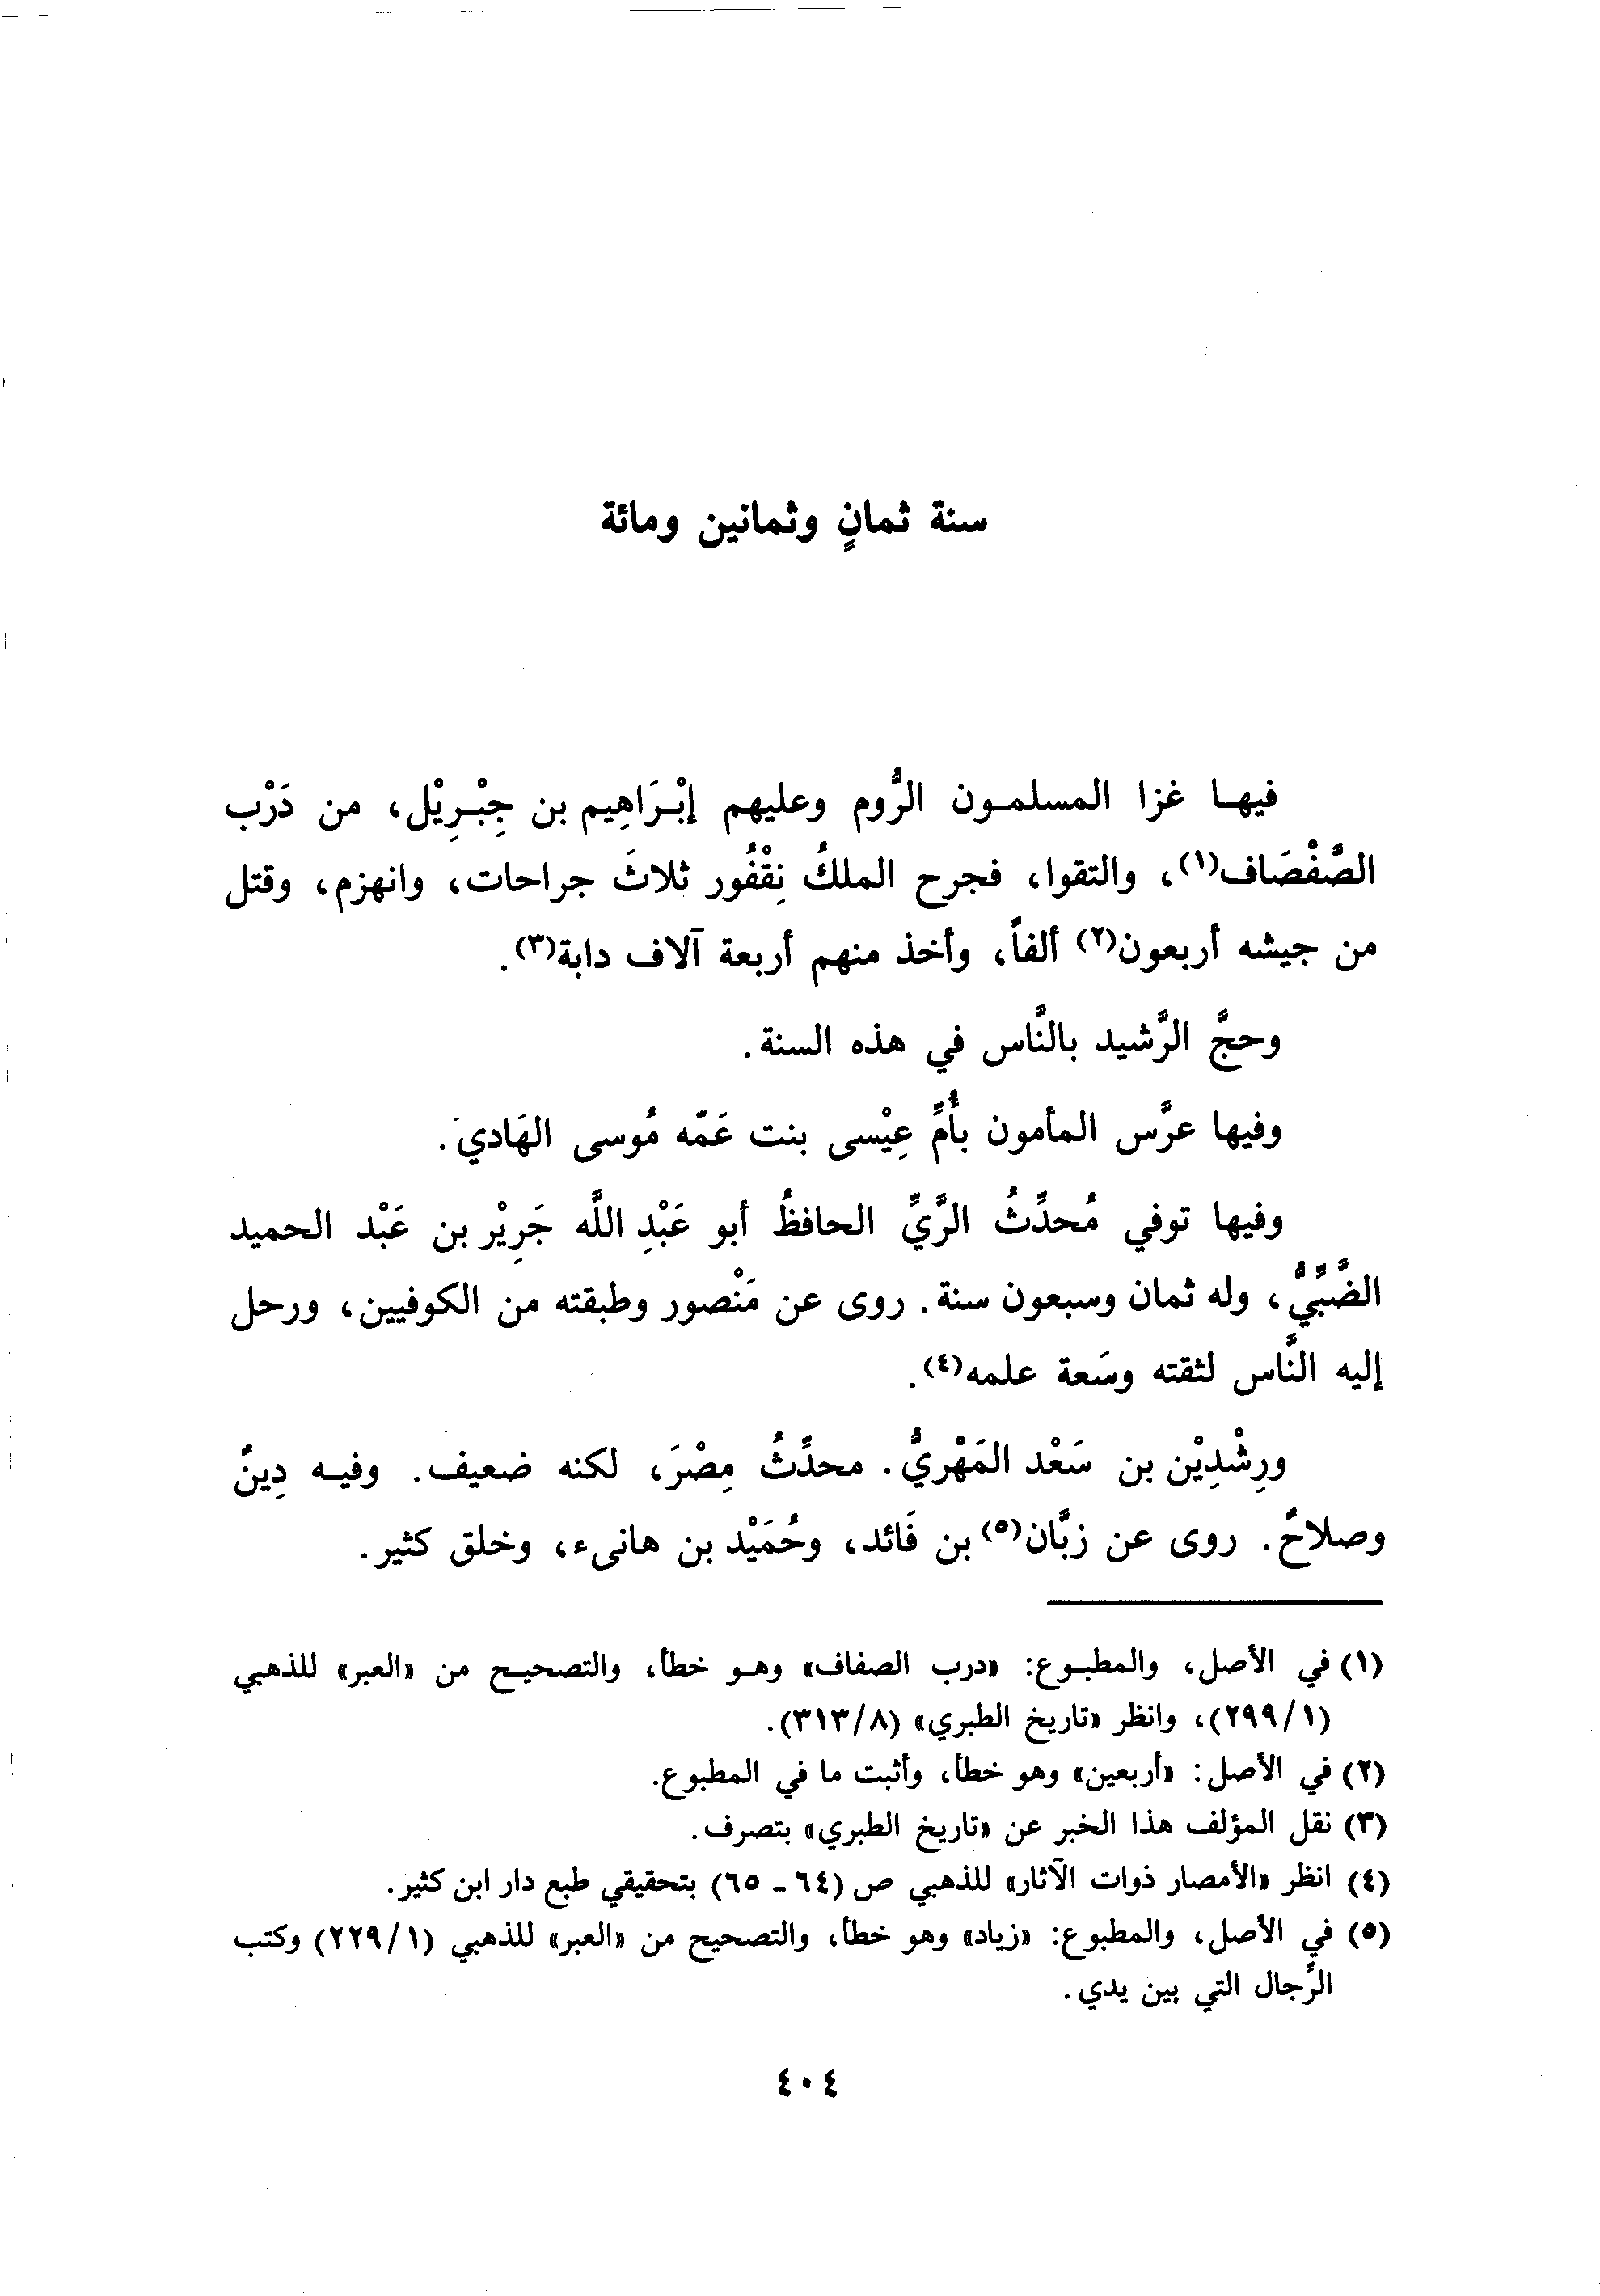 سنة ثمانٍ وثمانين ومائة
فيها غزا المسلمون الرُّوم وعليهم إبْرَاهِيم بن جِبْرِيْل، من دَرْب
الصَّفْصَاف(١)، والتقوا، فجرح الملكُ نِقْفُور ثلاثَ جراحات، وانهزم، وقتل
من جيشه أربعون(٢) ألفاً، وأخذ منهم أربعة آلاف دابة(٣).
وحجَّ الرَّشيد بالنَّاس في هذه السنة.
وفيها عرَّس المأمون بأُمِّ عِيْسى بنت عَمّه مُوسى الهَادي.
وفيها توفي مُحدِّثُ الرَّيِّ الحافظُ أبو عَبْدِ اللَّه جَرِيْر بن عَبْد الحميد
الضَّبِّيُّ، وله ثمان وسبعون سنة. روى عن مَنْصور وطبقته من الكوفيين، ورحل
إليه النَّاس لثقته وسَعة علمه(٤).
ورِشْدِيْن بن سَعْد المَهْريُّ. محدِّثُ مِصْرَ، لكنه ضعيف. وفيه دِينٌ
وصلاحٌ. روى عن زبَّان(٥) بن فَائد، وحُمَيْد بن هانىء، وخلق كثير.
(١) في الأصل، والمطبوع: «درب الصفاف» وهو خطأ، والتصحيح من «العبر» للذهبي
(٢٩٩/١)، وانظر «تاريخ الطبري» (٣١٣/٨).
(٢) في الأصل: «أربعين» وهو خطأ، وأثبت ما في المطبوع.
(٣) نقل المؤلف هذا الخبر عن «تاريخ الطبري» بتصرف.
(٤) انظر «الأمصار ذوات الآثار» للذهبي ص (٦٤ - ٦٥) بتحقيقي طبع دار ابن كثير.
(٥) في الأصل، والمطبوع: «زياد» وهو خطأ، والتصحيح من «العبر» للذهبي (٢٢٩/١) وكتب
الرِّجال التي بين يدي.
٤٠٤